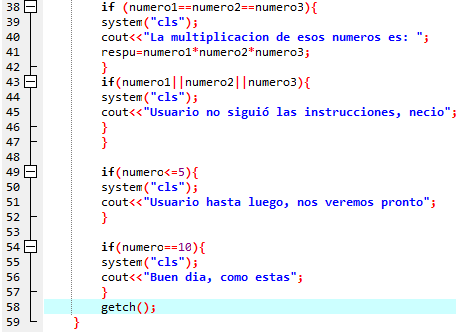 38 if (numero1==numero2==numero3){
39 system("cls");
40 cout<<"La multiplicacion de esos numeros es: ";
41 respu=numero1*numero2*numero3;
42 }
43 if(numero1||numero2||numero3){
44 system("cls");
45 cout<<"Usuario no siguió las instrucciones, necio";
46 }
47 }
48
49 if(numero<=5){
50 system("cls");
51 cout<<"Usuario hasta luego, nos veremos pronto";
52 }
53
54 if(numero==10){
55 system("cls");
56 cout<<"Buen dia, como estas";
57 }
58 getch();
59 }